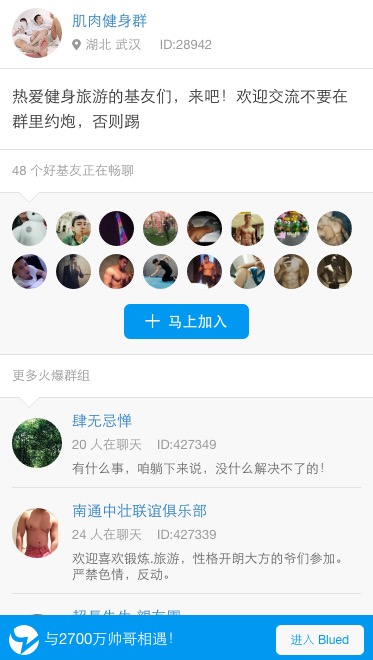 肌肉健身群
湖北 武汉 ID:28942
热爱健身旅游的基友们，来吧！欢迎交流不要在
群里约炮，否则踢
48 个好基友正在畅聊
马上加入
更多火爆群组
肆无忌惮
20 人在聊天 ID:427349
有什么事，咱躺下来说，没什么解决不了的！
南通中壮联谊俱乐部
24 人在聊天 ID:427339
欢迎喜欢锻炼.旅游，性格开朗大方的爷们参加。
严禁色情，反动。
与2700万帅哥相遇！
进入 Blued